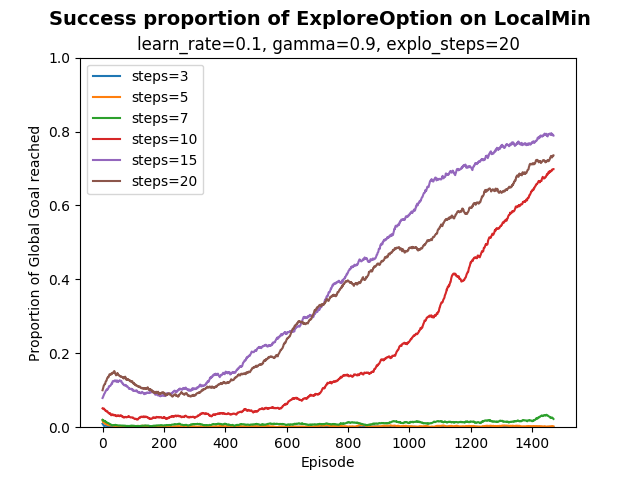 Success proportion of ExploreOption on LocalMin
learn_rate=0.1, gamma=0.9, explo_steps=20
1.0
0.8
0.6
0.4
0.2
0.0
Proportion of Global Goal reached
steps=3
steps=5
steps=7
steps=10
steps=15
steps=20
0 200 400 600 800 1000 1200 1400
Episode